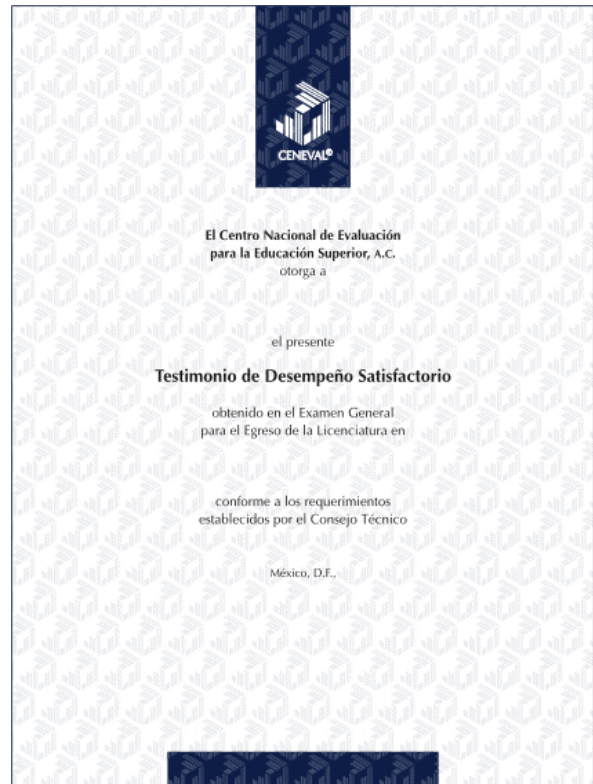 CENEVAL®
El Centro Nacional de Evaluación
para la Educación Superior, A.C.
otorga a
el presente
Testimonio de Desempeño Satisfactorio
obtenido en el Examen General
para el Egreso de la Licenciatura en
conforme a los requerimientos
establecidos por el Consejo Técnico
México, D.F.,